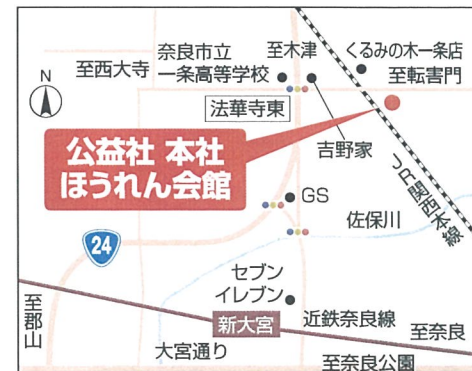 N
至西大寺
奈良市立
一条高等学校
至木津
くるみの木一条店
至転害門
法華寺東
吉野家
公益社 本社
ほうれん会館
JR関西本線
GS
佐保川
24
セブン
イレブン
新大宮
近鉄奈良線
至奈良
至郡山
大宮通り
至奈良公園